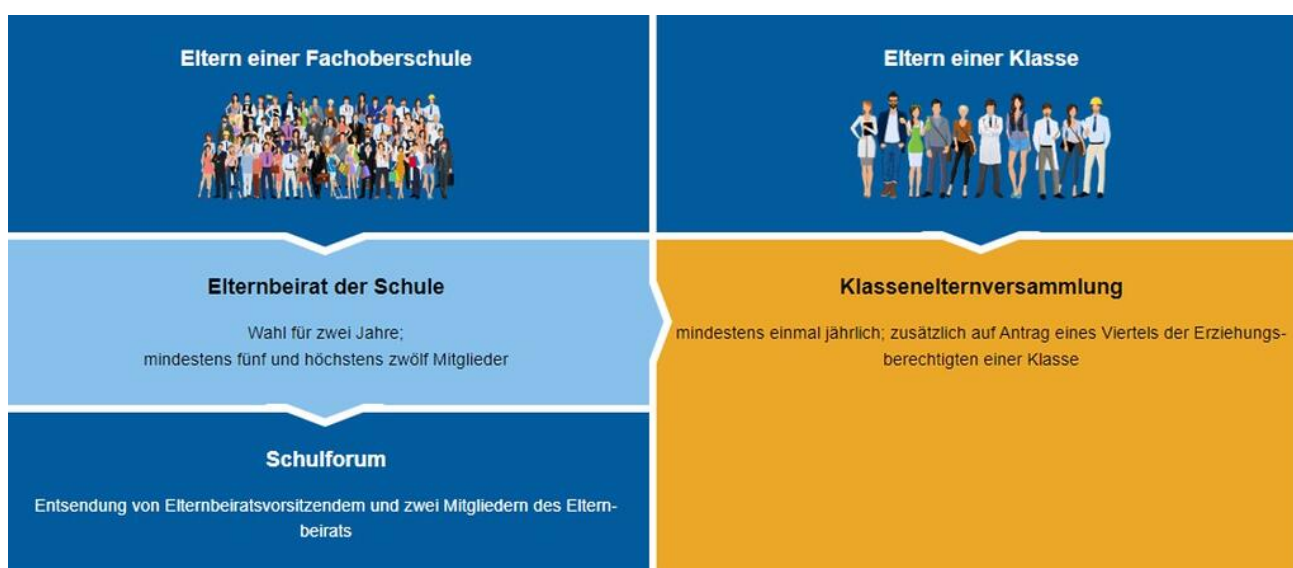 Eltern einer Fachoberschule
Elternbeirat der Schule
Wahl für zwei Jahre;
mindestens fünf und höchstens zwölf Mitglieder
Schulforum
Entsendung von Elternbeiratsvorsitzendem und zwei Mitgliedern des Eltern-
beirats
Eltern einer Klasse
Klassenelternversammlung
mindestens einmal jährlich; zusätzlich auf Antrag eines Viertels der Erziehungs-
berechtigten einer Klasse